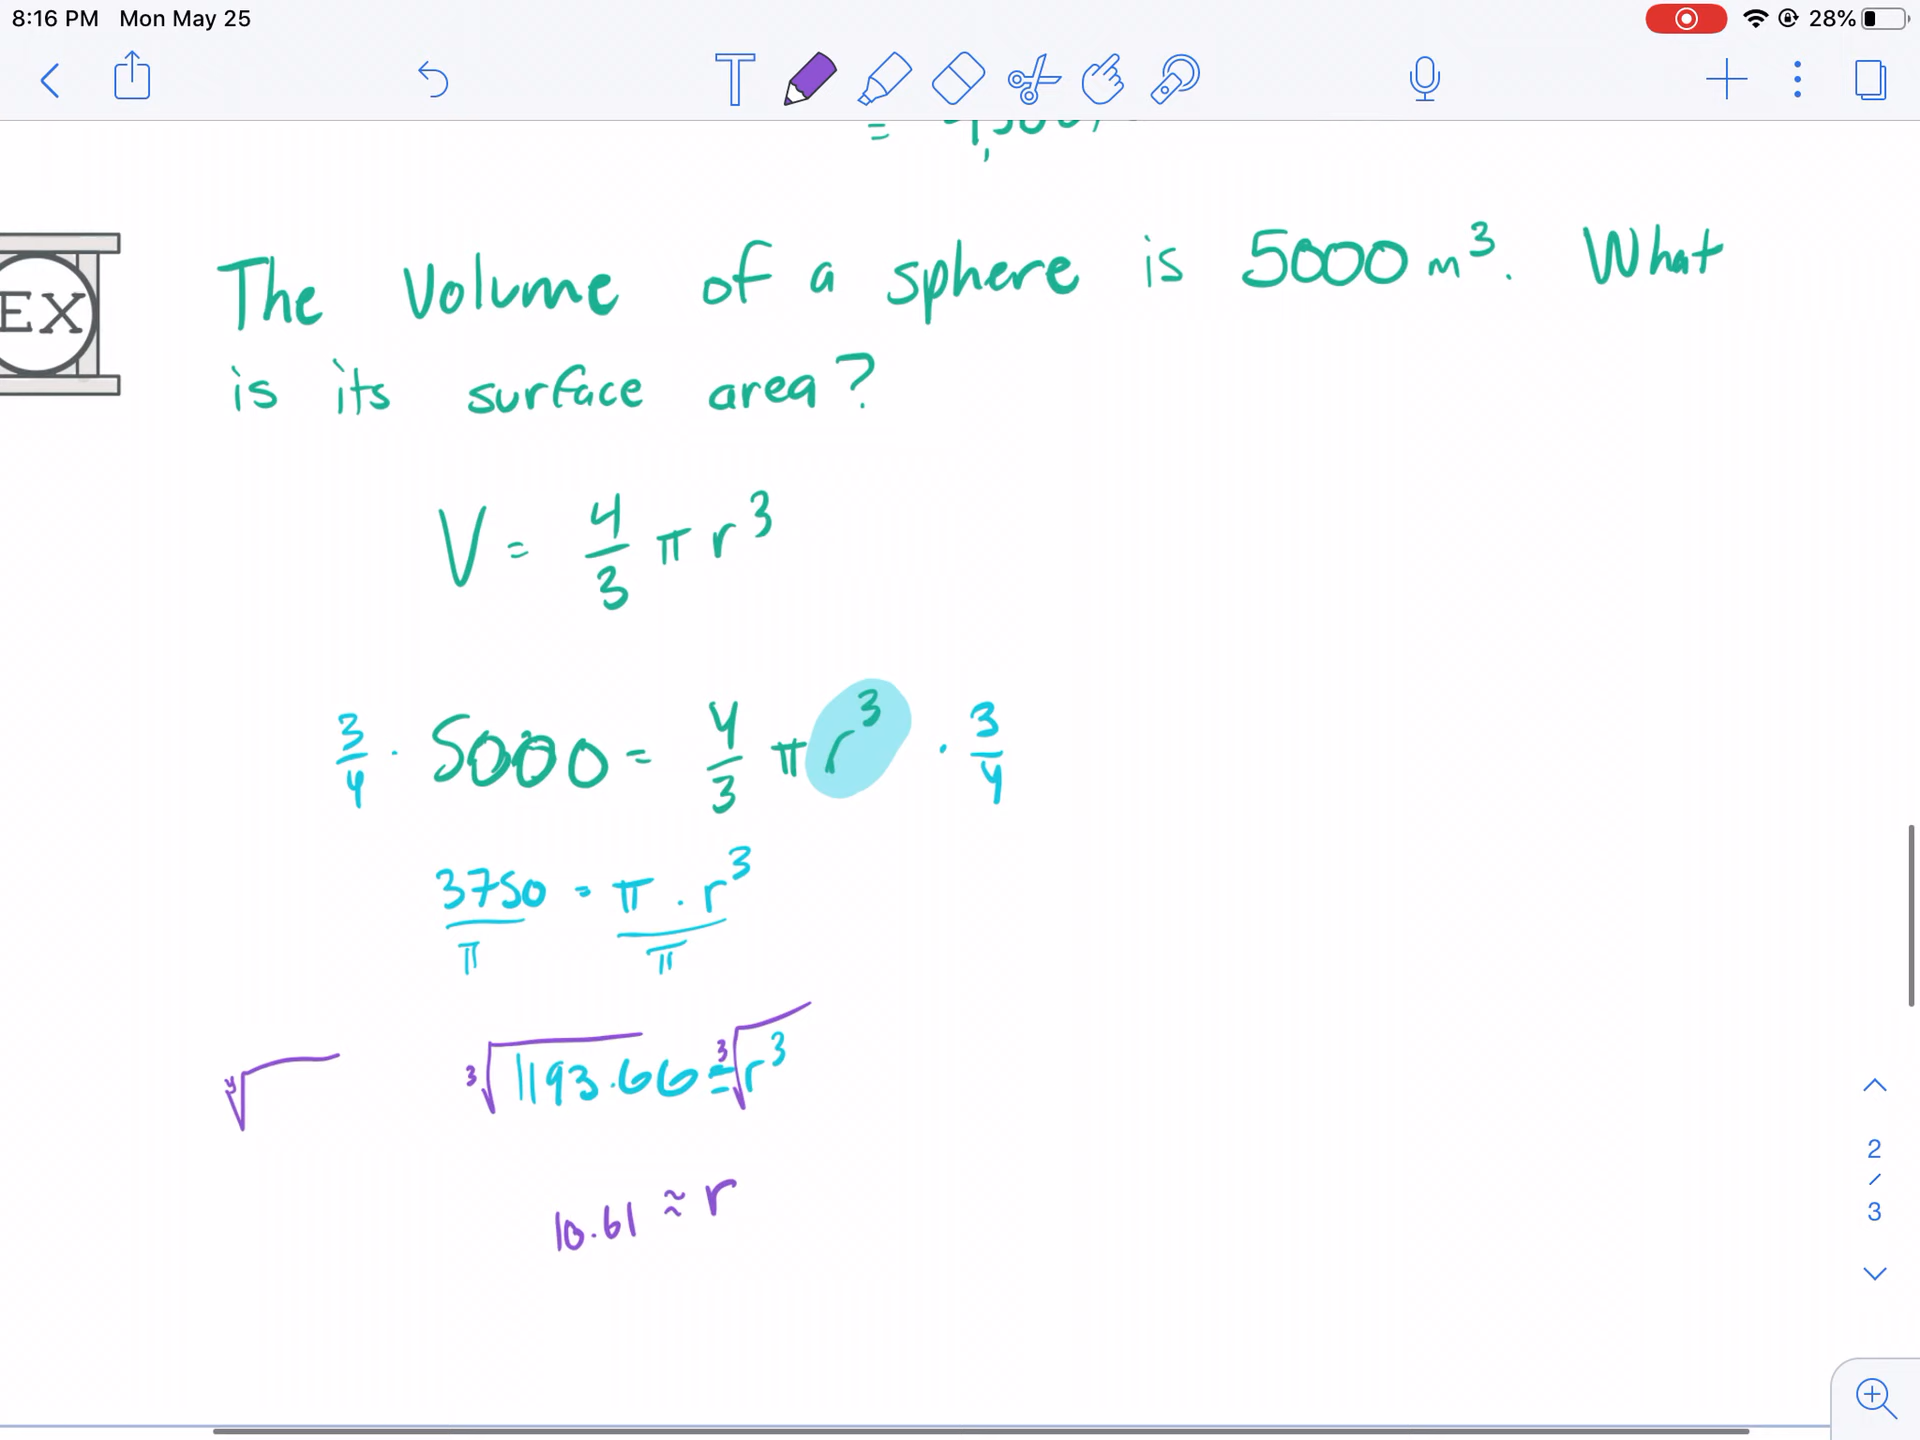 8:16 PM Mon May 25
28%
The Volume of a sphere is 5000 m³. What
EX
is its surface area?
V = 4/3 π r³
3/4 · 5000 = 4/3 π r³ · 3/4
3750 = π · r³
π π
y√ ³√1193.66 = ³√r³
10.61 ≈ r
2
/
3